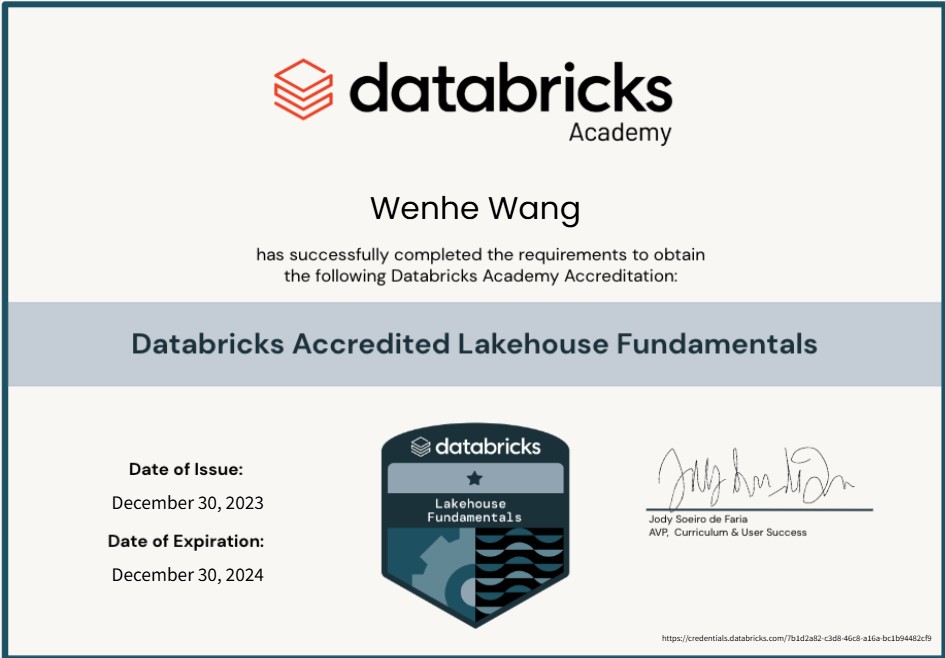 databricks
Academy
Wenhe Wang
has successfully completed the requirements to obtain
the following Databricks Academy Accreditation:
Databricks Accredited Lakehouse Fundamentals
Date of Issue:
December 30, 2023
Date of Expiration:
December 30, 2024
databricks
Lakehouse
Fundamentals
Jody Soeiro de Faria
AVP, Curriculum & User Success
https://credentials.databricks.com/7b1d2a82-c3d8-46c8-a16a-bc1b94482cf9